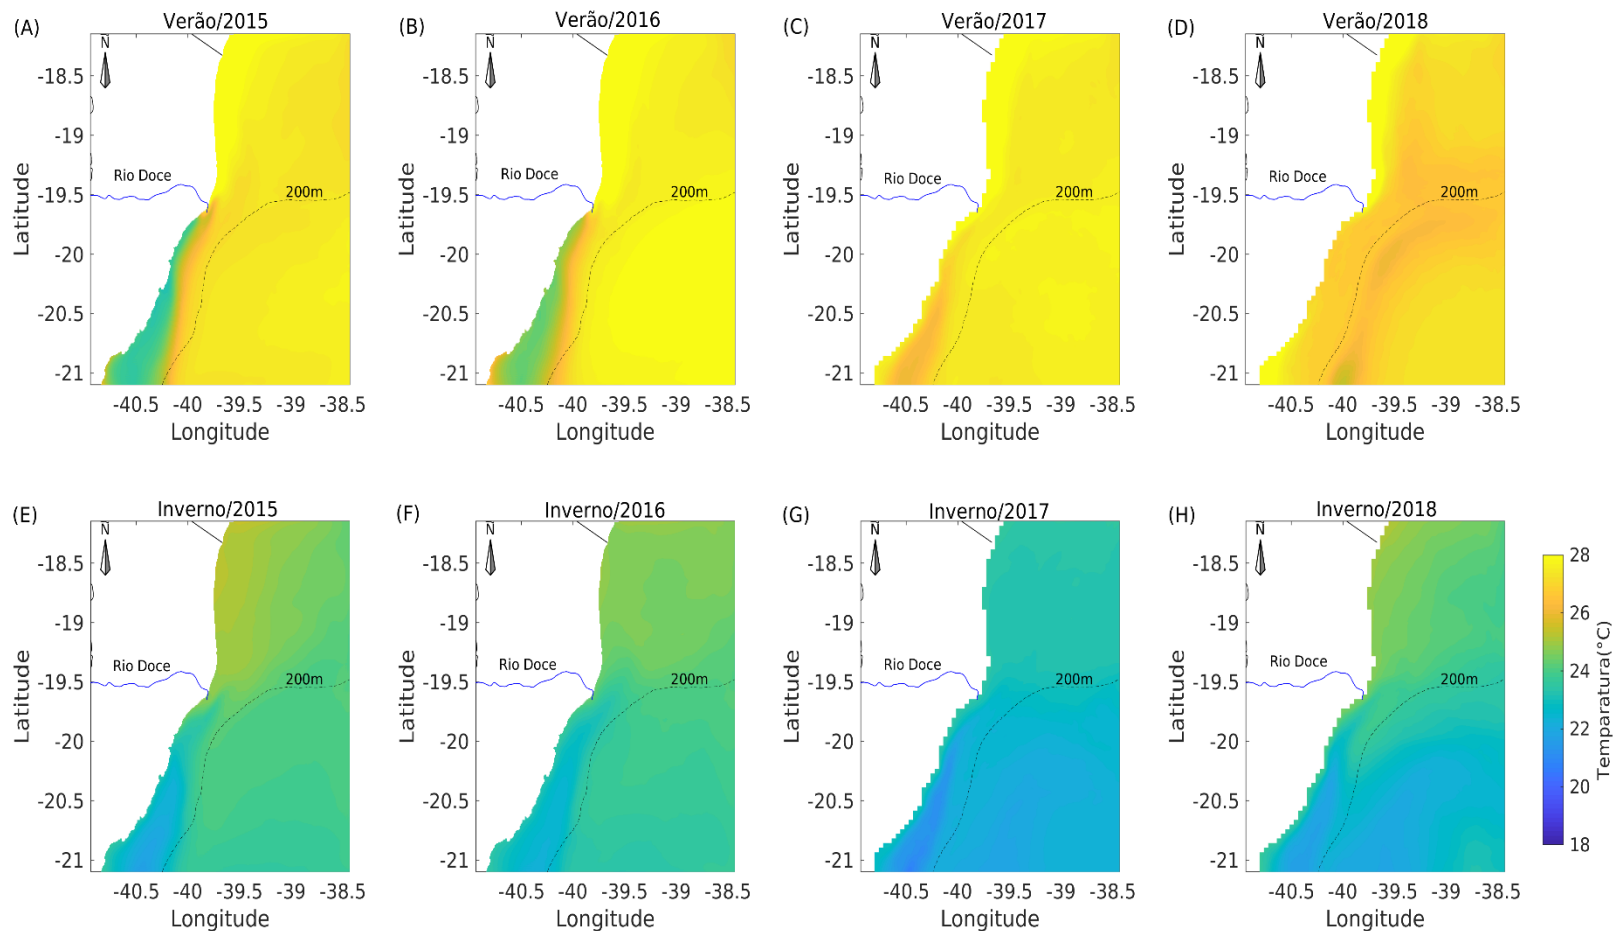 (A) Verão/2015
N
-18.5
-19
-19.5
-20
-20.5
-21
Latitude
Rio Doce
200m
-40.5 -40 -39.5 -39 -38.5
Longitude
(B) Verão/2016
N
-18.5
-19
-19.5
-20
-20.5
-21
Latitude
Rio Doce
200m
-40.5 -40 -39.5 -39 -38.5
Longitude
(C) Verão/2017
N
-18.5
-19
-19.5
-20
-20.5
-21
Latitude
Rio Doce
200m
-40.5 -40 -39.5 -39 -38.5
Longitude
(D) Verão/2018
N
-18.5
-19
-19.5
-20
-20.5
-21
Latitude
Rio Doce
200m
-40.5 -40 -39.5 -39 -38.5
Longitude
(E) Inverno/2015
N
-18.5
-19
-19.5
-20
-20.5
-21
Latitude
Rio Doce
200m
-40.5 -40 -39.5 -39 -38.5
Longitude
(F) Inverno/2016
N
-18.5
-19
-19.5
-20
-20.5
-21
Latitude
Rio Doce
200m
-40.5 -40 -39.5 -39 -38.5
Longitude
(G) Inverno/2017
N
-18.5
-19
-19.5
-20
-20.5
-21
Latitude
Rio Doce
200m
-40.5 -40 -39.5 -39 -38.5
Longitude
(H) Inverno/2018
N
-18.5
-19
-19.5
-20
-20.5
-21
Latitude
Rio Doce
200m
-40.5 -40 -39.5 -39 -38.5
Longitude
28
26
24
22
20
18
Temparatura(°C)